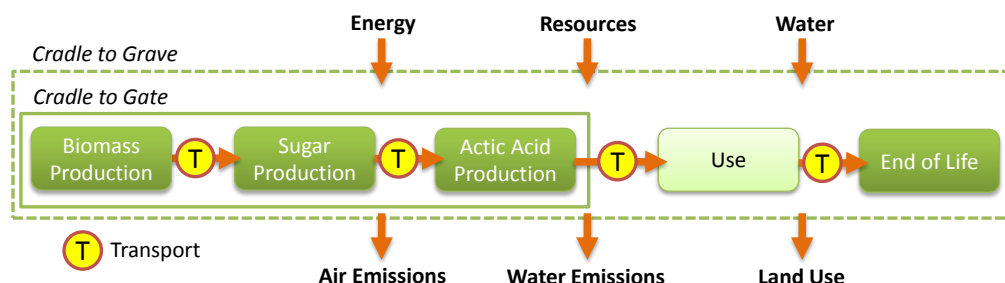 Energy
Resources
Water
Cradle to Grave
Cradle to Gate
Biomass
Production
T
Sugar
Production
T
Actic Acid
Production
T
Use
T
End of Life
T
Transport
Air Emissions
Water Emissions
Land Use